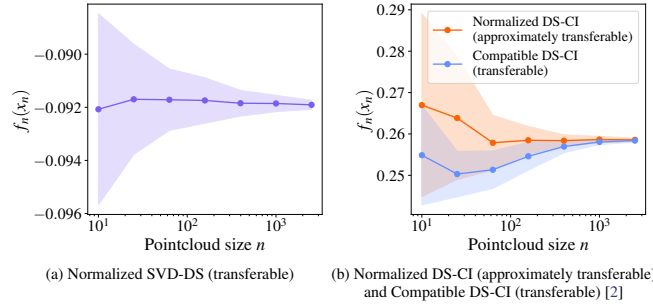 −0.090
−0.092
−0.094
−0.096
f_n(x_n)
10^1
10^2
10^3
Pointcloud size n
(a) Normalized SVD-DS (transferable)
0.29
0.28
0.27
0.26
0.25
f_n(x_n)
Normalized DS-CI
(approximately transferable)
Compatible DS-CI
(transferable)
10^1
10^2
10^3
Pointcloud size n
(b) Normalized DS-CI (approximately transferable)
and Compatible DS-CI (transferable) [2]